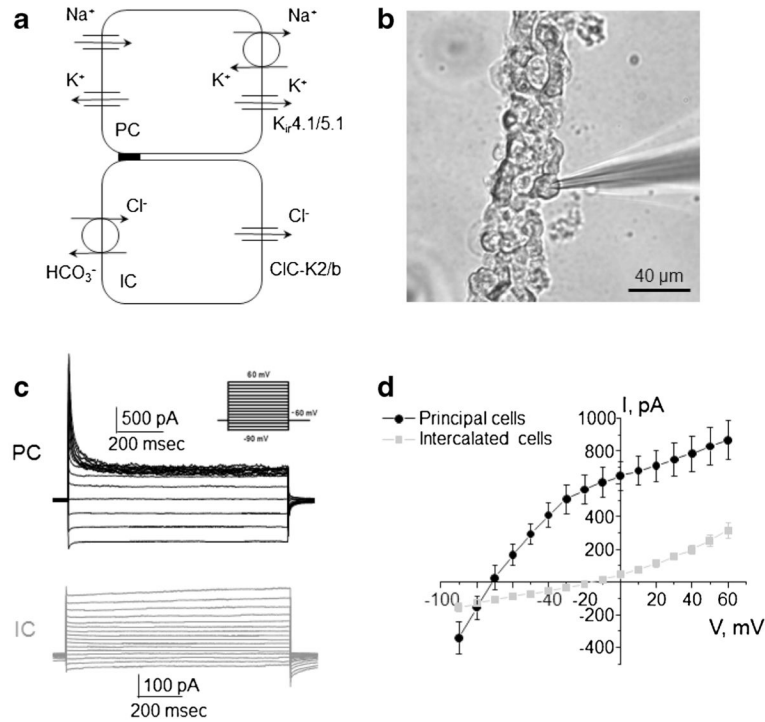 a
Na⁺
K⁺
PC
Na⁺
K⁺
K⁺
Kᵢᵣ4.1/5.1
Cl⁻
HCO₃⁻
IC
Cl⁻
ClC-K2/b
b
40 µm
c
PC
500 pA
200 msec
60 mV
-60 mV
-90 mV
IC
100 pA
200 msec
d
I, pA
Principal cells
Intercalated cells
1000
800
400
200
-100
-80
-40
-20
20
40
60
V, mV
-200
-400